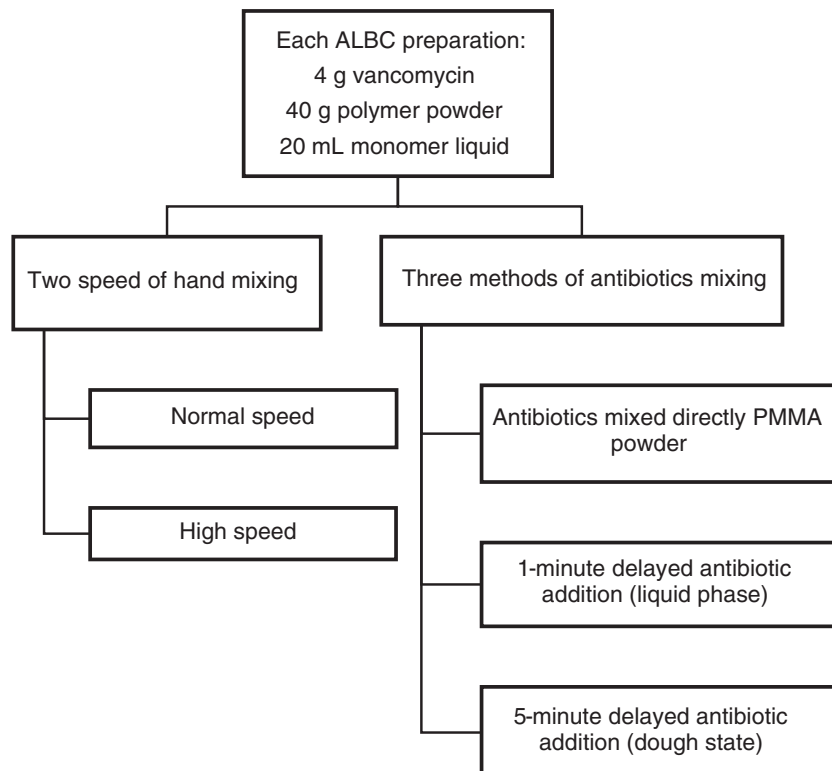 Each ALBC preparation:
4 g vancomycin
40 g polymer powder
20 mL monomer liquid
Two speed of hand mixing
Three methods of antibiotics mixing
Normal speed
High speed
Antibiotics mixed directly PMMA
powder
1-minute delayed antibiotic
addition (liquid phase)
5-minute delayed antibiotic
addition (dough state)